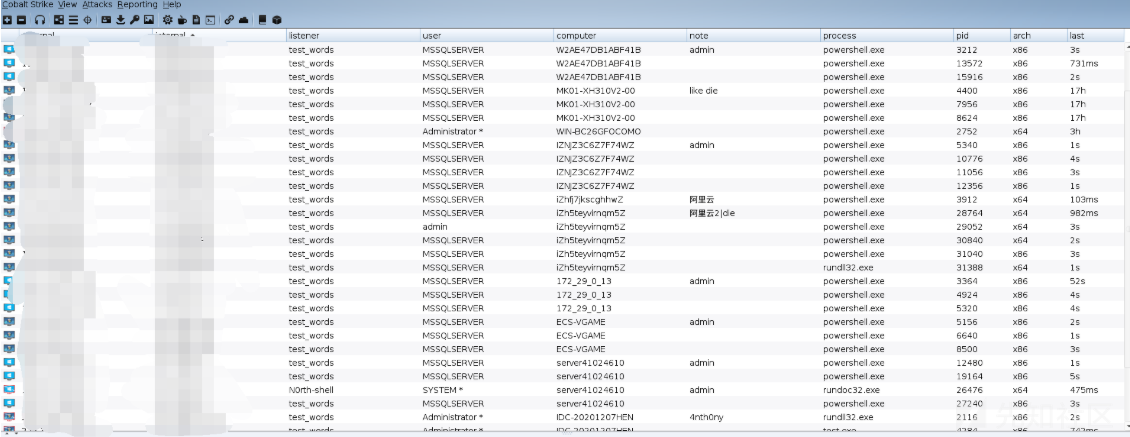 Cobalt Strike View Attacks Reporting Help
listener user computer note process pid arch last
test_words MSSQLSERVER W2AE47DB1ABF41B admin powershell.exe 3212 x86 3s
test_words MSSQLSERVER W2AE47DB1ABF41B powershell.exe 13572 x86 731ms
test_words MSSQLSERVER W2AE47DB1ABF41B powershell.exe 15916 x86 2s
test_words MSSQLSERVER MK01-XH310V2-00 like die powershell.exe 4400 x86 17h
test_words MSSQLSERVER MK01-XH310V2-00 powershell.exe 7956 x86 17h
test_words MSSQLSERVER MK01-XH310V2-00 powershell.exe 8624 x86 17h
test_words Administrator * WIN-BC26GFOCOMO powershell.exe 2752 x64 3h
test_words MSSQLSERVER IZNJZ3C6Z7F74WZ admin powershell.exe 5340 x86 1s
test_words MSSQLSERVER IZNJZ3C6Z7F74WZ powershell.exe 10776 x86 4s
test_words MSSQLSERVER IZNJZ3C6Z7F74WZ powershell.exe 11056 x86 3s
test_words MSSQLSERVER IZNJZ3C6Z7F74WZ powershell.exe 12356 x86 1s
test_words MSSQLSERVER iZhfj7jkscghhwZ 阿里云 powershell.exe 3912 x64 103ms
test_words MSSQLSERVER iZh5teyvirnqm5Z 阿里云2|die powershell.exe 28764 x64 982ms
test_words admin iZh5teyvirnqm5Z powershell.exe 29052 x64 3s
test_words MSSQLSERVER iZh5teyvirnqm5Z powershell.exe 30840 x64 2s
test_words MSSQLSERVER iZh5teyvirnqm5Z powershell.exe 31040 x64 3s
test_words MSSQLSERVER iZh5teyvirnqm5Z rundll32.exe 31388 x64 1s
test_words MSSQLSERVER 172_29_0_13 admin powershell.exe 3364 x86 52s
test_words MSSQLSERVER 172_29_0_13 powershell.exe 4924 x86 4s
test_words MSSQLSERVER 172_29_0_13 powershell.exe 5320 x86 4s
test_words MSSQLSERVER ECS-VGAME admin powershell.exe 5156 x86 2s
test_words MSSQLSERVER ECS-VGAME powershell.exe 6640 x86 1s
test_words MSSQLSERVER ECS-VGAME powershell.exe 8500 x86 3s
test_words MSSQLSERVER server41024610 admin powershell.exe 12480 x86 1s
test_words MSSQLSERVER server41024610 powershell.exe 19164 x86 5s
N0rth-shell SYSTEM * server41024610 admin rundoc32.exe 26476 x64 475ms
test_words MSSQLSERVER server41024610 powershell.exe 27240 x86 3s
test_words Administrator * IDC-20201207HEN 4nth0ny rundll32.exe 2116 x86 2s
test_words Administrator * IDC-20201207HEN test.exe 4284 x86